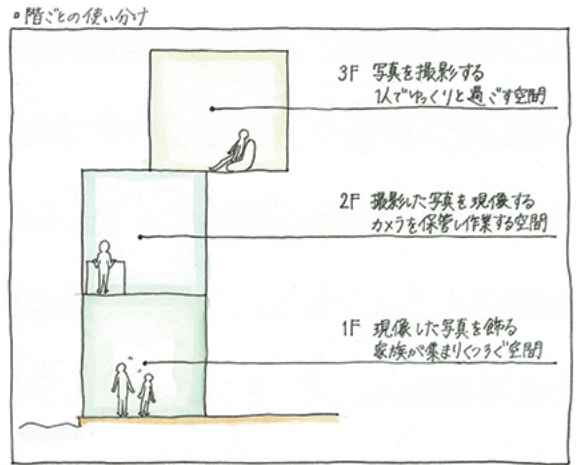 階ごとの使い分け
3F 写真を撮影する
1人でゆっくりと過ごす空間
2F 撮影した写真を現像する
カメラを保管し作業する空間
1F 現像した写真を飾る
家族が集まりくつろぐ空間